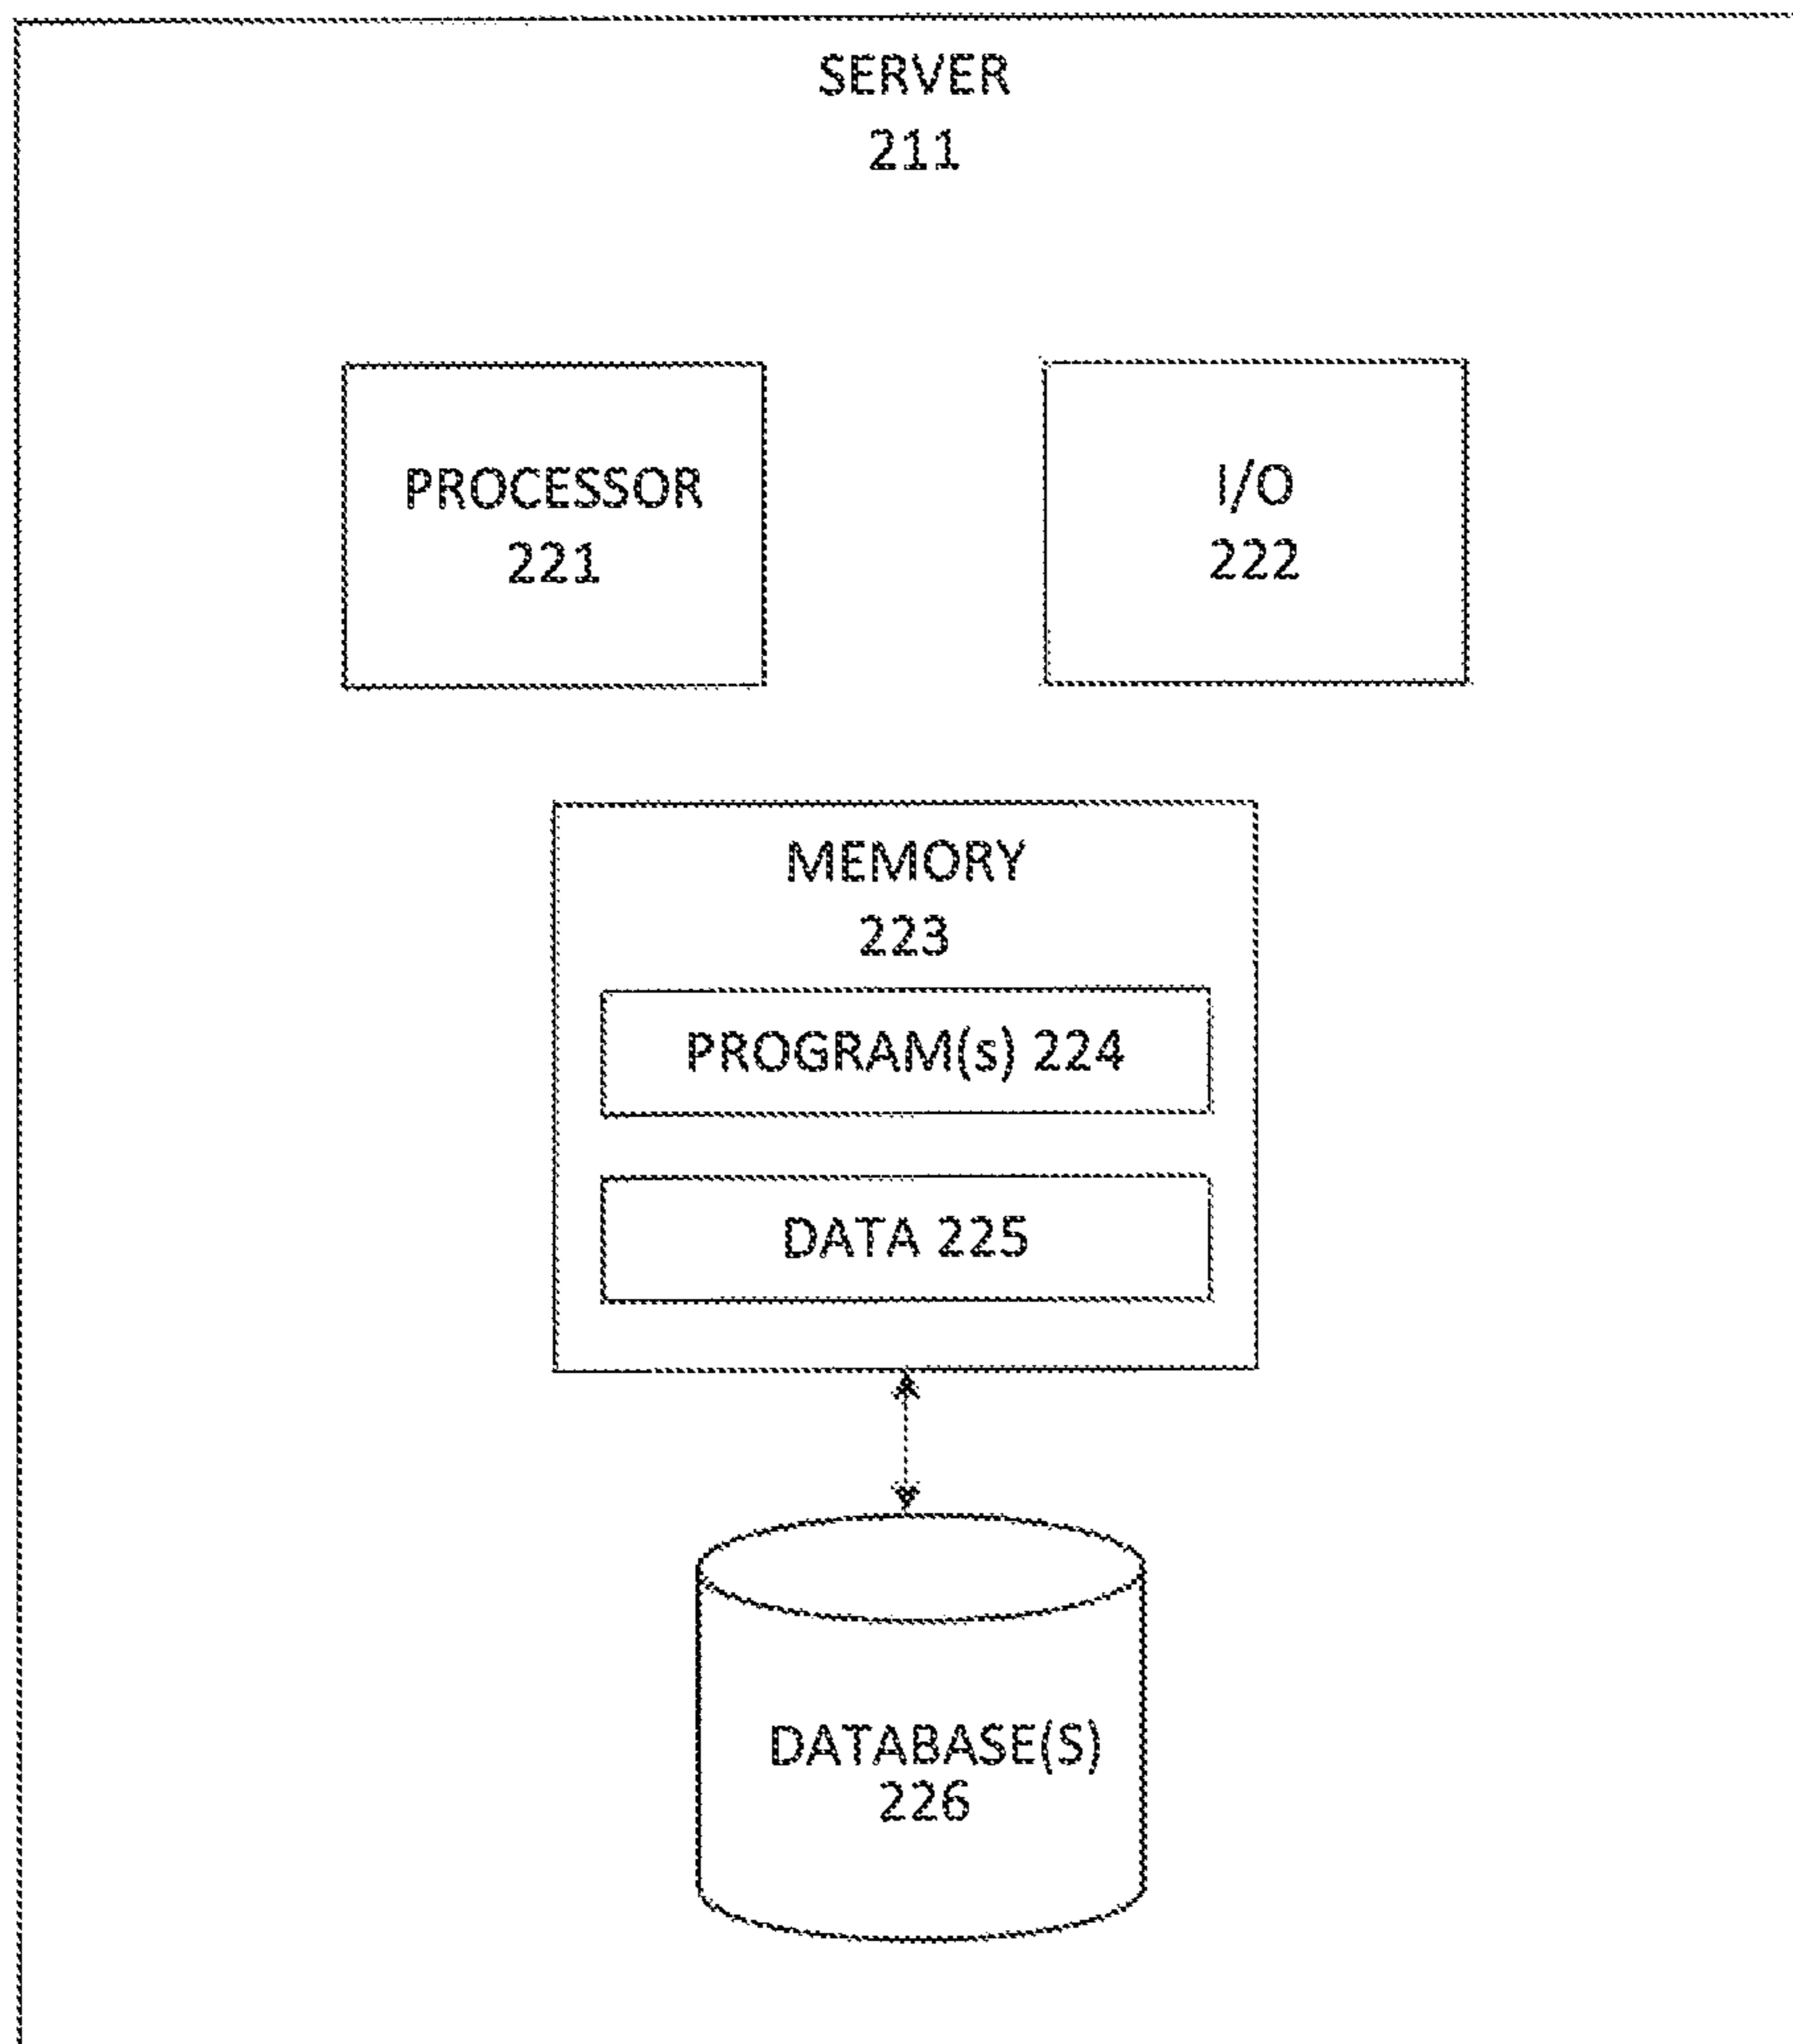 SERVER
211
PROCESSOR
221
I/O
222
MEMORY
223
PROGRAM(s) 224
DATA 225
DATABASE(S)
226